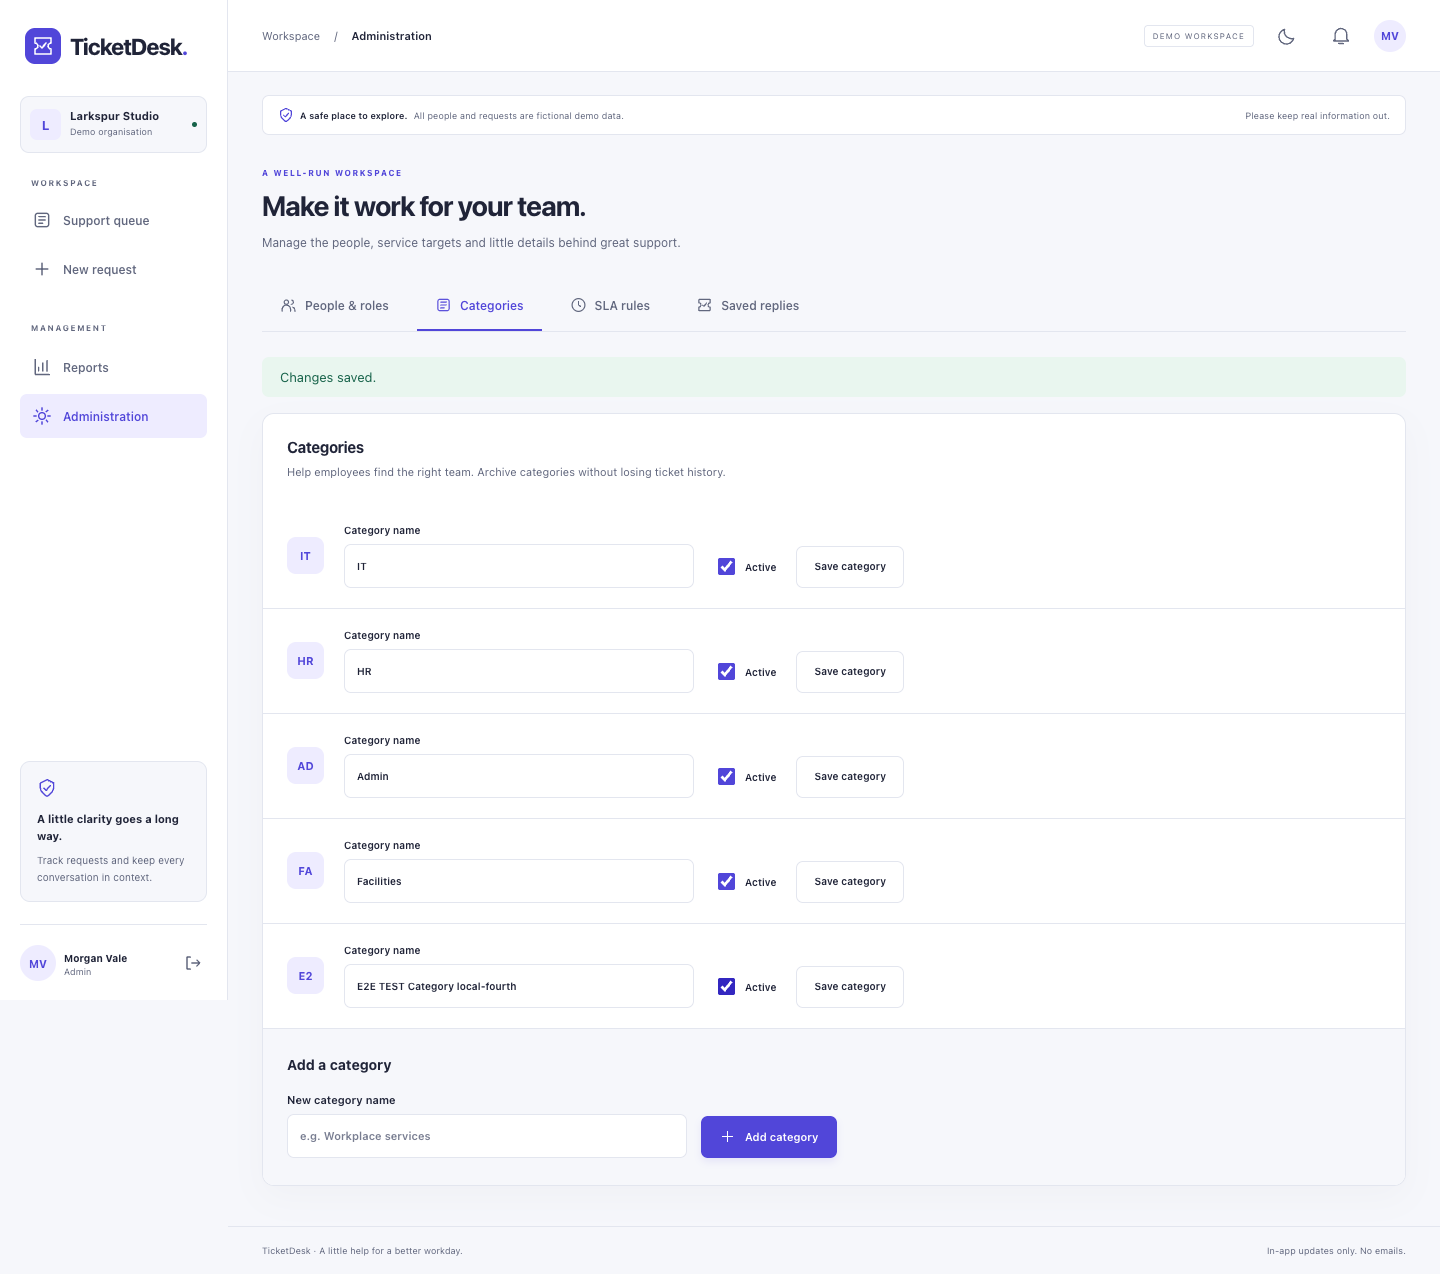 TicketDesk.
L
Larkspur Studio
Demo organisation
WORKSPACE
Support queue
New request
MANAGEMENT
Reports
Administration
A little clarity goes a long
way.
Track requests and keep every
conversation in context.
MV
Morgan Vale
Admin
Workspace / Administration
DEMO WORKSPACE
MV
A safe place to explore. All people and requests are fictional demo data.
Please keep real information out.
A WELL-RUN WORKSPACE
Make it work for your team.
Manage the people, service targets and little details behind great support.
People & roles
Categories
SLA rules
Saved replies
Changes saved.
Categories
Help employees find the right team. Archive categories without losing ticket history.
Category name
IT
IT
Active
Save category
Category name
HR
HR
Active
Save category
Category name
AD
Admin
Active
Save category
Category name
FA
Facilities
Active
Save category
Category name
E2
E2E TEST Category local-fourth
Active
Save category
Add a category
New category name
e.g. Workplace services
Add category
TicketDesk · A little help for a better workday.
In-app updates only. No emails.